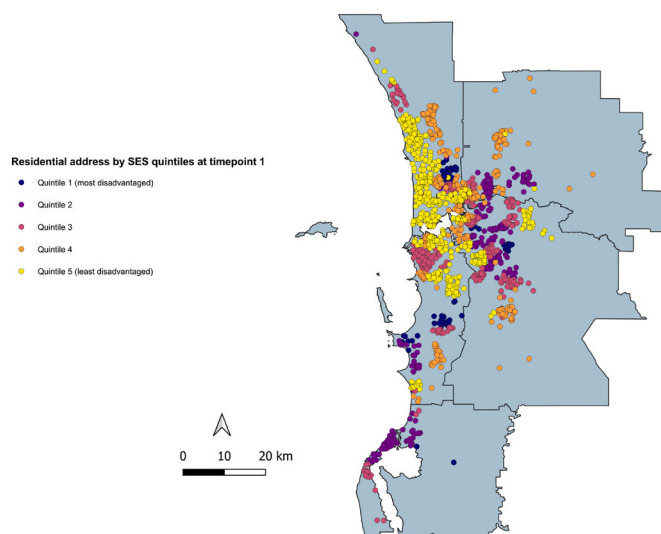 Residential address by SES quintiles at timepoint 1
Quintile 1 (most disadvantaged)
Quintile 2
Quintile 3
Quintile 4
Quintile 5 (least disadvantaged)
0 10 20 km